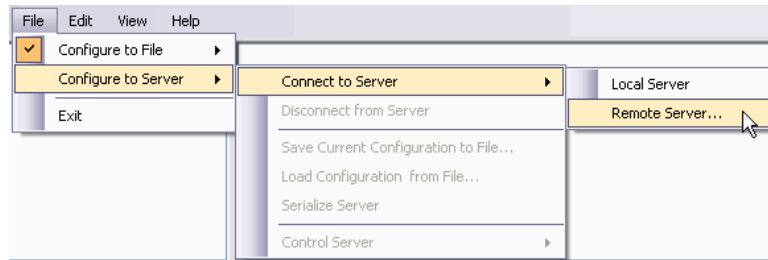 File Edit View Help
Configure to File
Configure to Server
Exit
Connect to Server
Disconnect from Server
Save Current Configuration to File...
Load Configuration from File...
Serialize Server
Control Server
Local Server
Remote Server...